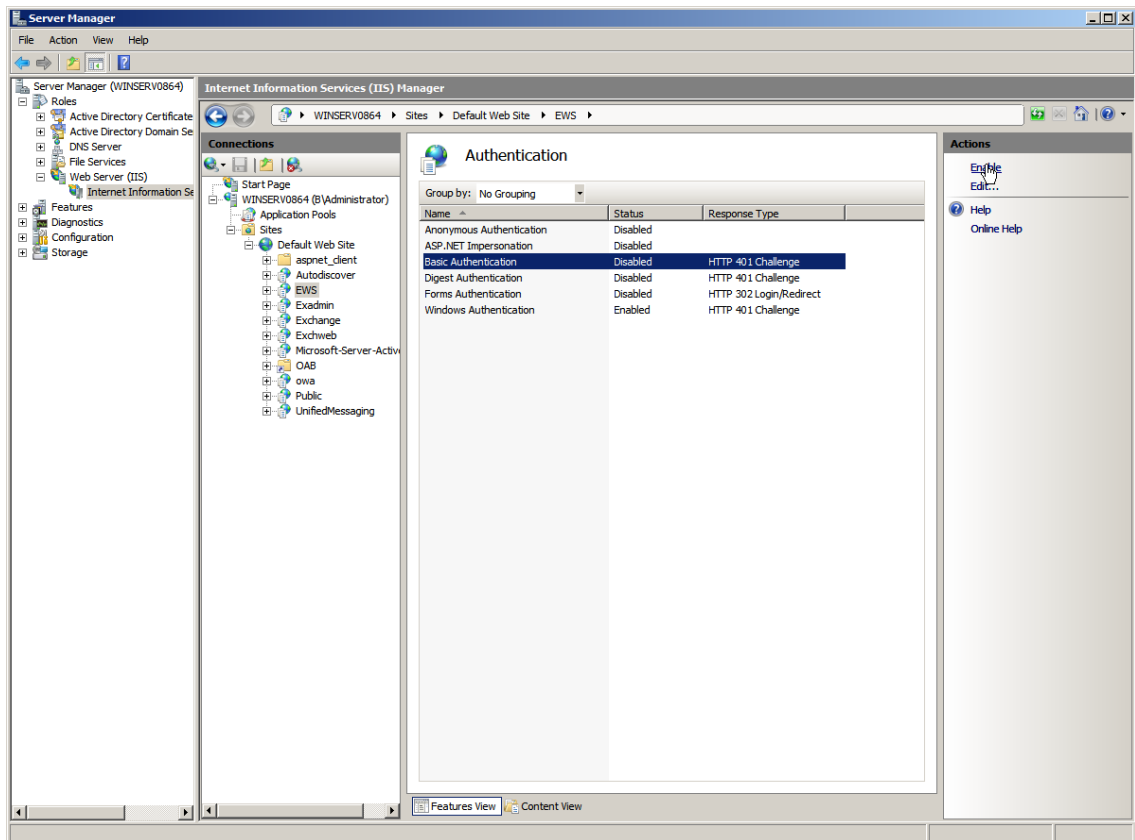 Server Manager
File Action View Help
Server Manager (WINSERV0864)
Roles
Active Directory Certificate
Active Directory Domain Se
DNS Server
File Services
Web Server (IIS)
Internet Information Se
Features
Diagnostics
Configuration
Storage
Internet Information Services (IIS) Manager
WINSERV0864 Sites Default Web Site EWS
Connections
Start Page
WINSERV0864 (B\Administrator)
Application Pools
Sites
Default Web Site
aspnet_client
Autodiscover
EWS
Exadmin
Exchange
Exchweb
Microsoft-Server-Active
OAB
owa
Public
UnifiedMessaging
Authentication
Group by: No Grouping
Name Status Response Type
Anonymous Authentication Disabled
ASP.NET Impersonation Disabled
Basic Authentication Disabled HTTP 401 Challenge
Digest Authentication Disabled HTTP 401 Challenge
Forms Authentication Disabled HTTP 302 Login/Redirect
Windows Authentication Enabled HTTP 401 Challenge
Features View Content View
Actions
Enable
Edit...
Help
Online Help